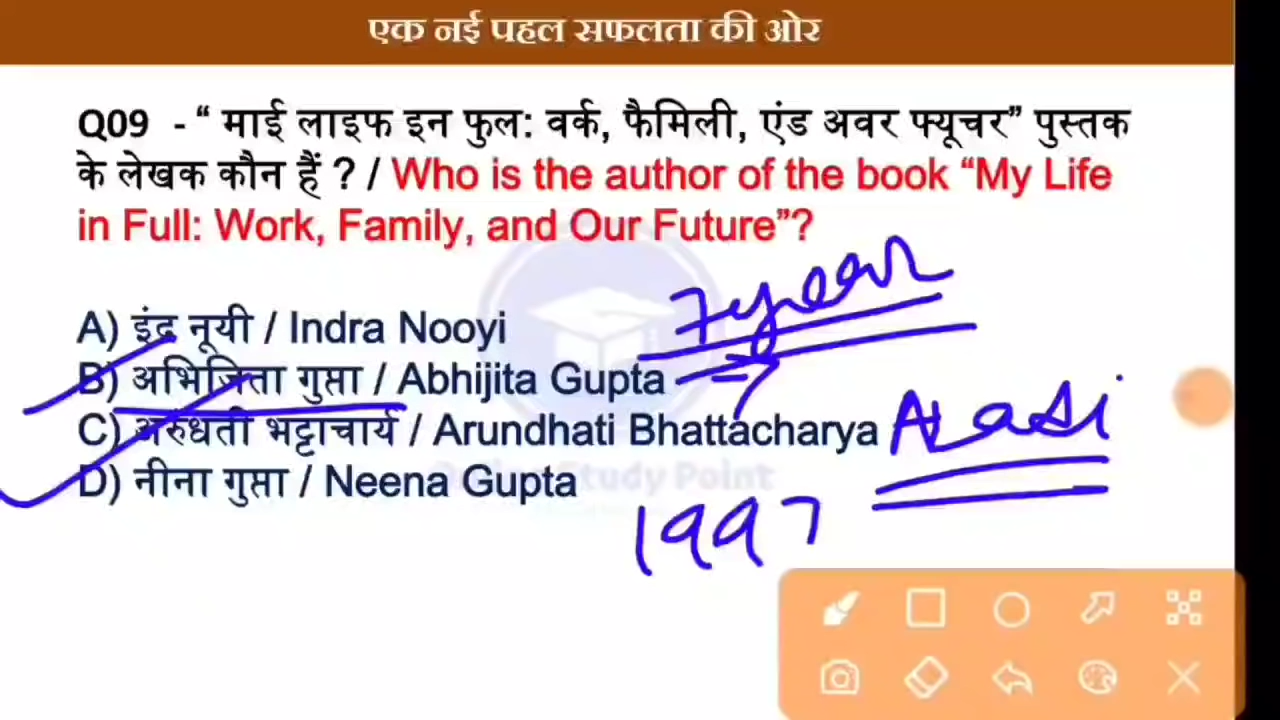 एक नई पहल सफलता की ओर
Q09 - “ माई लाइफ इन फुल: वर्क, फैमिली, एंड अवर फ्यूचर” पुस्तक
के लेखक कौन हैं ? / Who is the author of the book “My Life
in Full: Work, Family, and Our Future”?
7year
A) इंद्र नूयी / Indra Nooyi
B) अभिजिता गुप्ता / Abhijita Gupta
C) अरुंधती भट्टाचार्य / Arundhati Bhattacharya
D) नीना गुप्ता / Neena Gupta
Study Point
1997